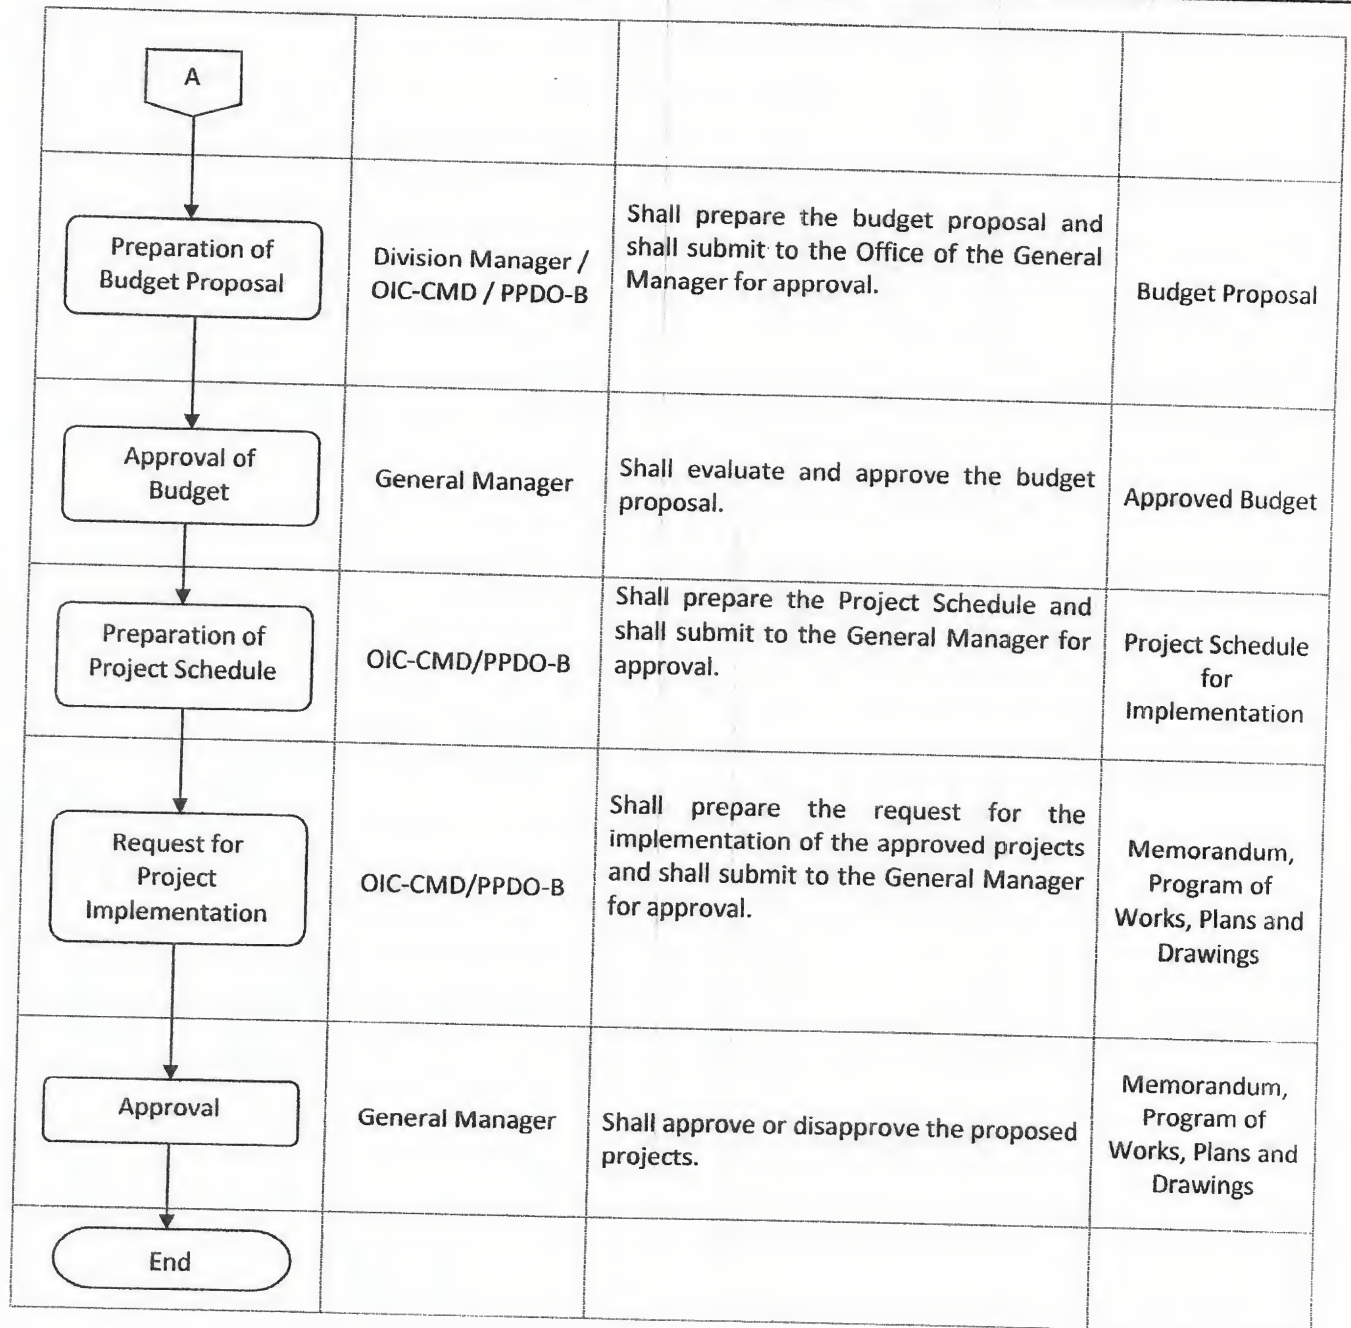 A
Preparation of
Budget Proposal
Division Manager /
OIC-CMD / PPDO-B
Shall prepare the budget proposal and
shall submit to the Office of the General
Manager for approval.
Budget Proposal
Approval of
Budget
General Manager
Shall evaluate and approve the budget
proposal.
Approved Budget
Preparation of
Project Schedule
OIC-CMD/PPDO-B
Shall prepare the Project Schedule and
shall submit to the General Manager for
approval.
Project Schedule
for
Implementation
Request for
Project
Implementation
OIC-CMD/PPDO-B
Shall prepare the request for the
implementation of the approved projects
and shall submit to the General Manager
for approval.
Memorandum,
Program of
Works, Plans and
Drawings
Approval
General Manager
Shall approve or disapprove the proposed
projects.
Memorandum,
Program of
Works, Plans and
Drawings
End